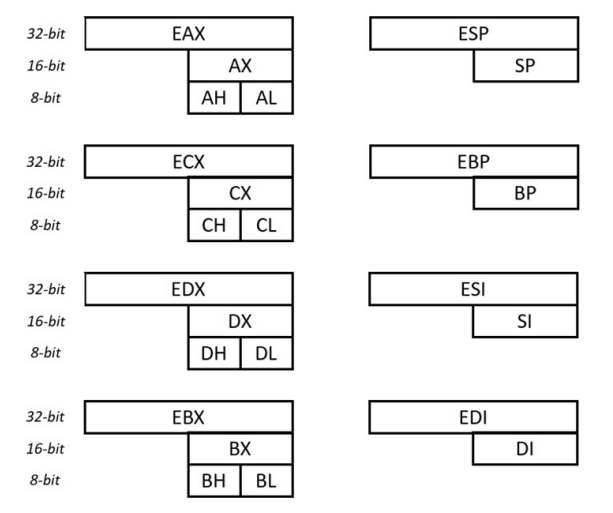 32-bit EAX ESP
16-bit AX SP
8-bit AH AL
32-bit ECX EBP
16-bit CX BP
8-bit CH CL
32-bit EDX ESI
16-bit DX SI
8-bit DH DL
32-bit EBX EDI
16-bit BX DI
8-bit BH BL